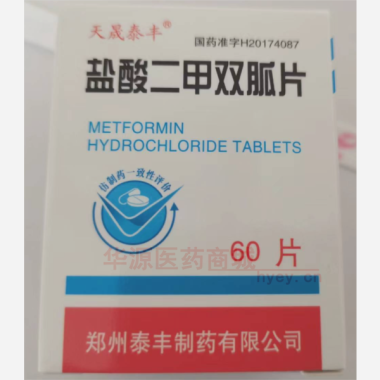 天晟泰丰®
国药准字H20174087
盐酸二甲双胍片
METFORMIN
HYDROCHLORIDE TABLETS
仿制药一致性评价
华源医药商城
60 片
hyey.cn
郑州泰丰制药有限公司